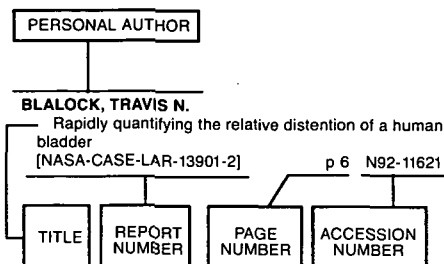 PERSONAL AUTHOR
BLALOCK, TRAVIS N.
Rapidly quantifying the relative distention of a human
bladder
[NASA-CASE-LAR-13901-2] p 6 N92-11621
TITLE REPORT NUMBER PAGE NUMBER ACCESSION NUMBER